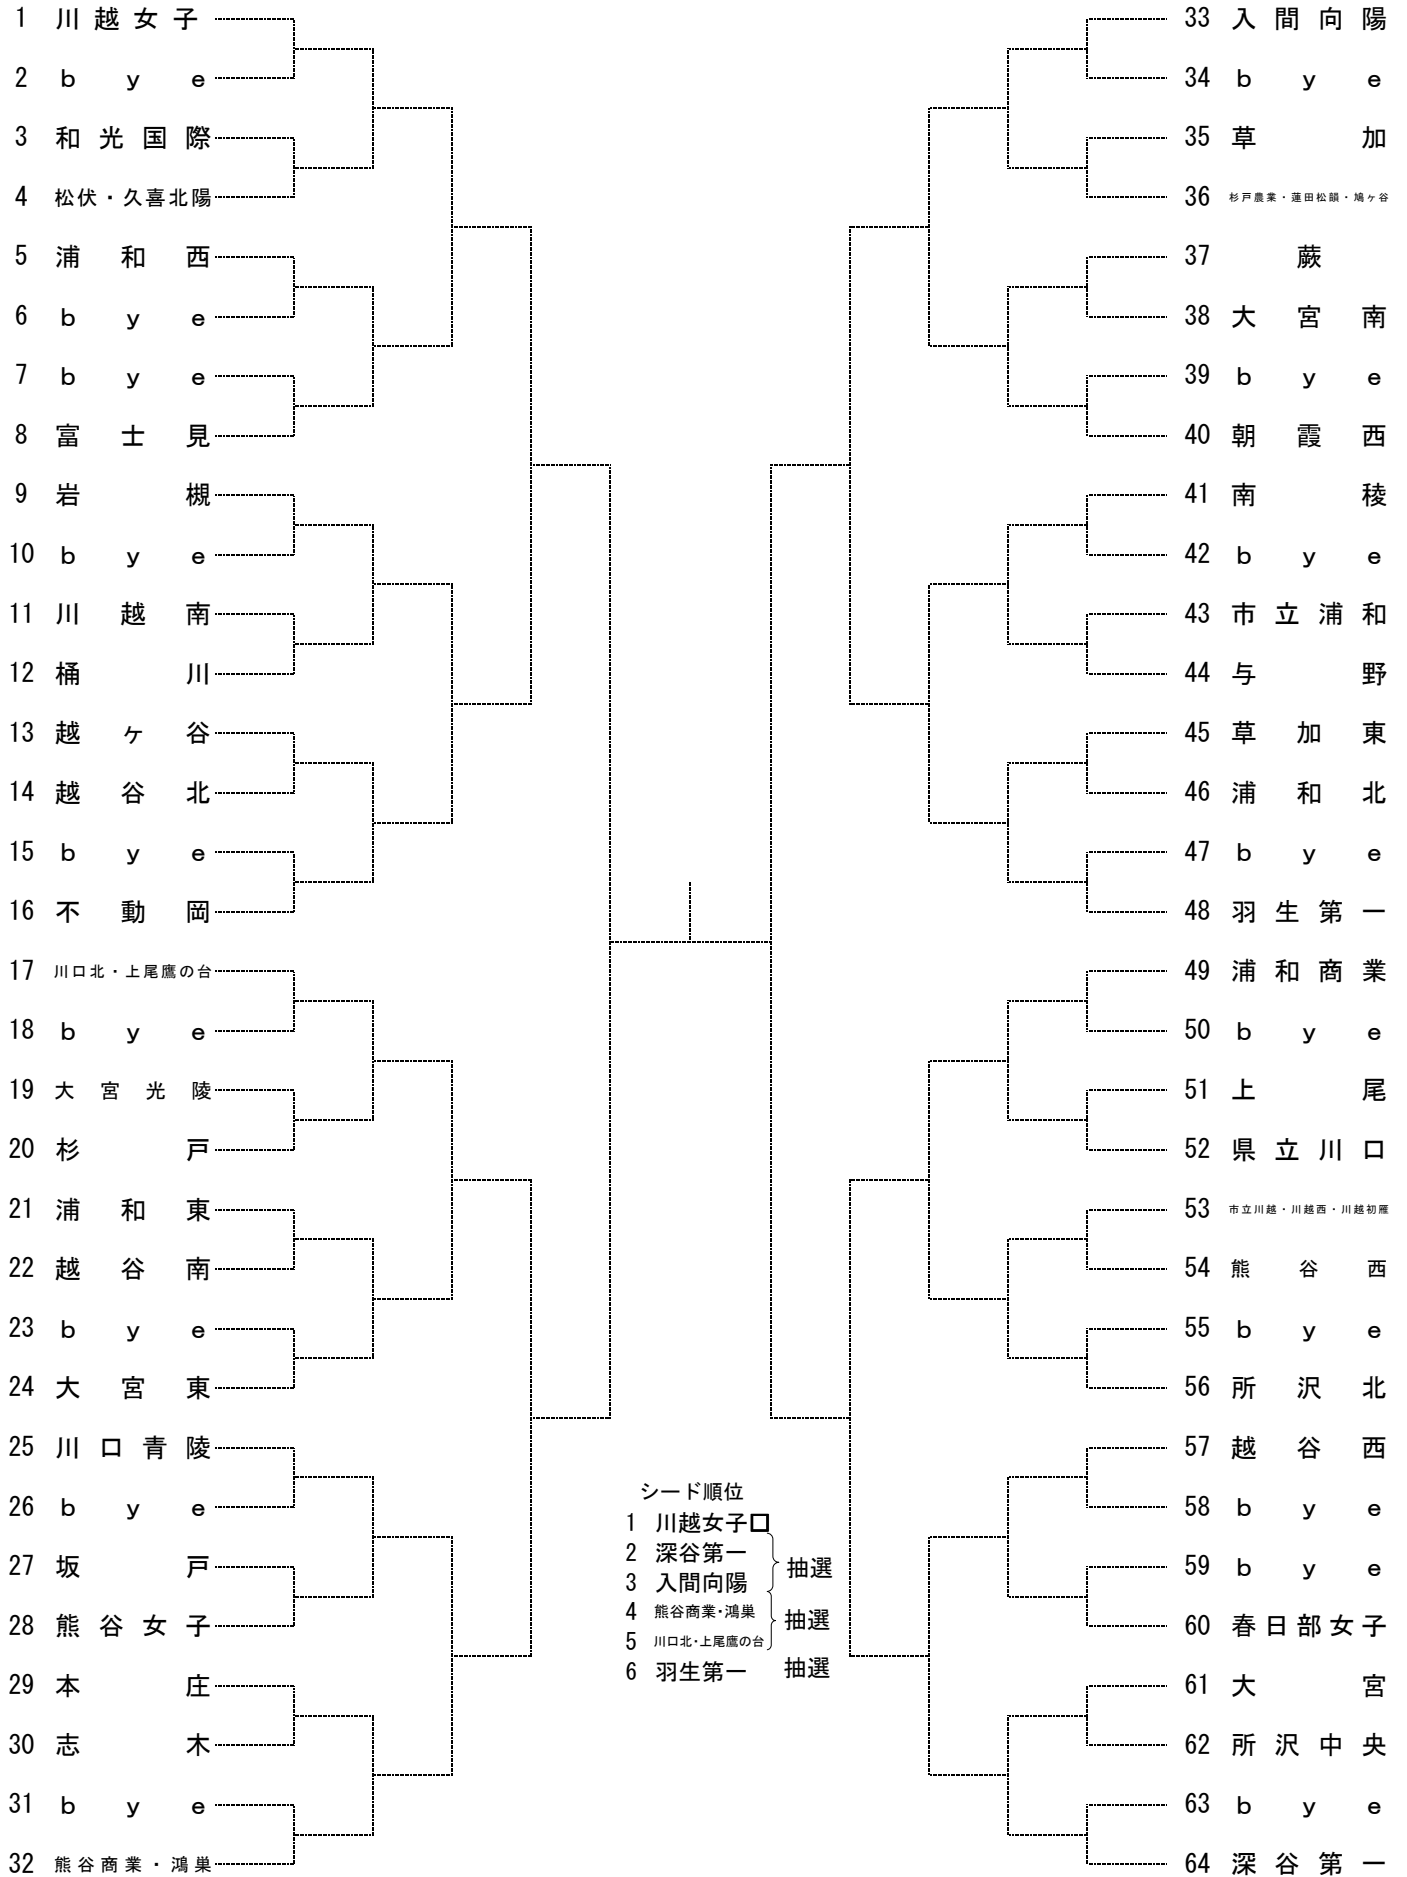 1 川越女子
2 bye
3 和光国際
4 松伏・久喜北陽
5 浦和西
6 bye
7 bye
8 富士見
9 岩槻
10 bye
11 川越南
12 桶川
13 越ヶ谷
14 越谷北
15 bye
16 不動岡
17 川口北・上尾鷹の台
18 bye
19 大宮光陵
20 杉戸
21 浦和東
22 越谷南
23 bye
24 大宮東
25 川口青陵
26 bye
27 坂戸
28 熊谷女子
29 本庄
30 志木
31 bye
32 熊谷商業・鴻巣
シード順位
1 川越女子口
2 深谷第一
3 入間向陽
抽選
4 熊谷商業・鴻巣
5 川口北・上尾鷹の台
抽選
6 羽生第一 抽選
33 入間向陽
34 bye
35 草加
36 杉戸農業・蓮田松韻・鳩ヶ谷
37 蕨
38 大宮南
39 bye
40 朝霞西
41 南稜
42 bye
43 市立浦和
44 与野
45 草加東
46 浦和北
47 bye
48 羽生第一
49 浦和商業
50 bye
51 上尾
52 県立川口
53 市立川越・川越西・川越初雁
54 熊谷西
55 bye
56 所沢北
57 越谷西
58 bye
59 bye
60 春日部女子
61 大宮
62 所沢中央
63 bye
64 深谷第一